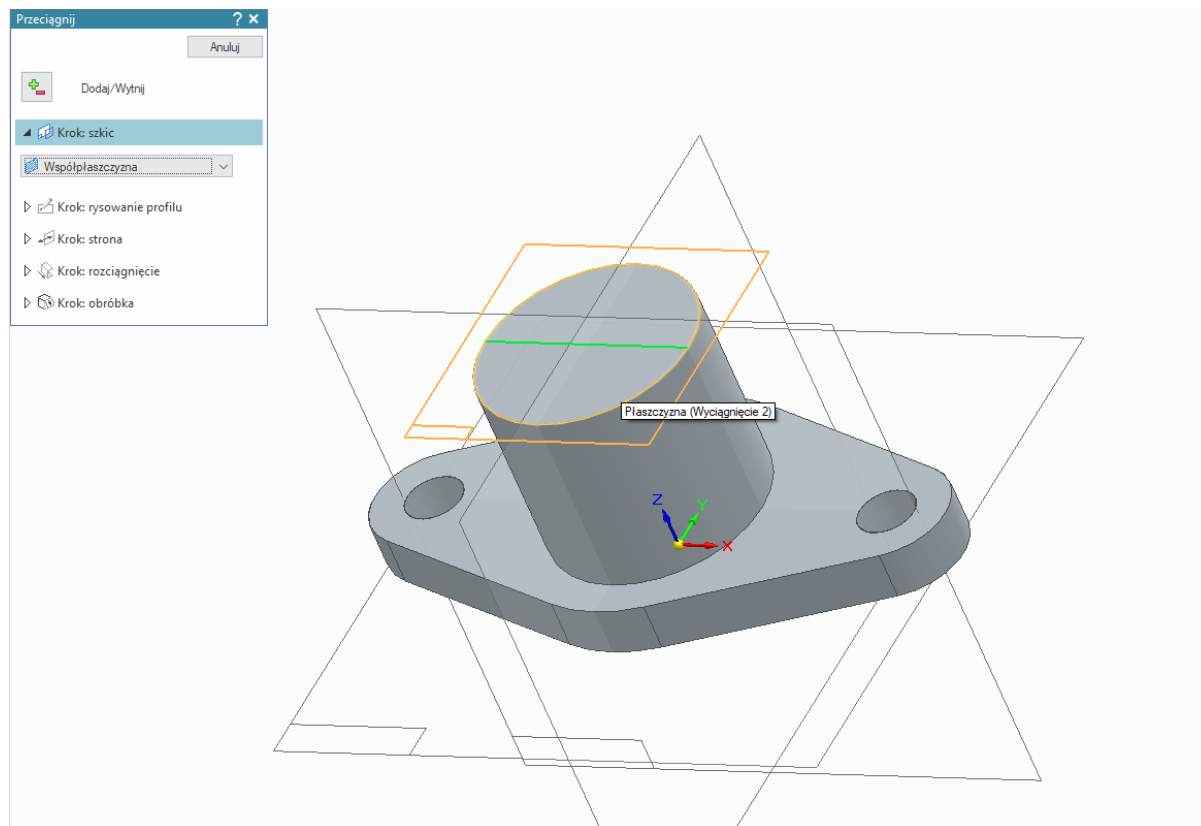 Przeciągnij ? ×
Anuluj
Dodaj/Wytnij
Krok: szkic
Współpłaszczyzna
Krok: rysowanie profilu
Krok: strona
Krok: rozciągnięcie
Krok: obróbka
Płaszczyzna (Wyciągnięcie 2)
Z
Y
X